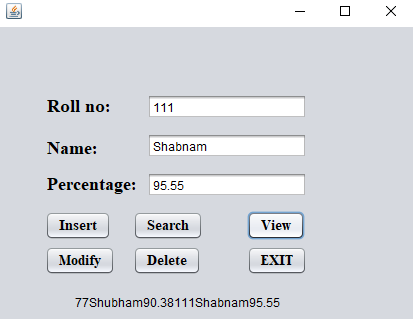 Roll no: 111
Name: Shabnam
Percentage: 95.55
Insert Search View
Modify Delete EXIT
77Shubham90.38111Shabnam95.55